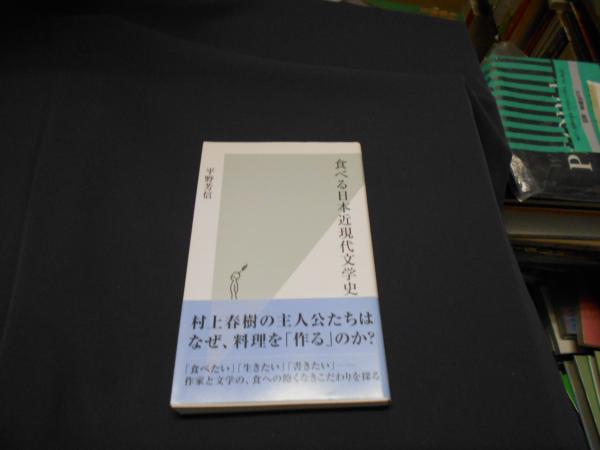 食べる日本近現代文学史
平野芳信
村上春樹の主人公たちは
なぜ、料理を「作る」のか?
「食べたい」「生きたい」「書きたい」――
作家と文学の、食への飽くなきこだわりを探る